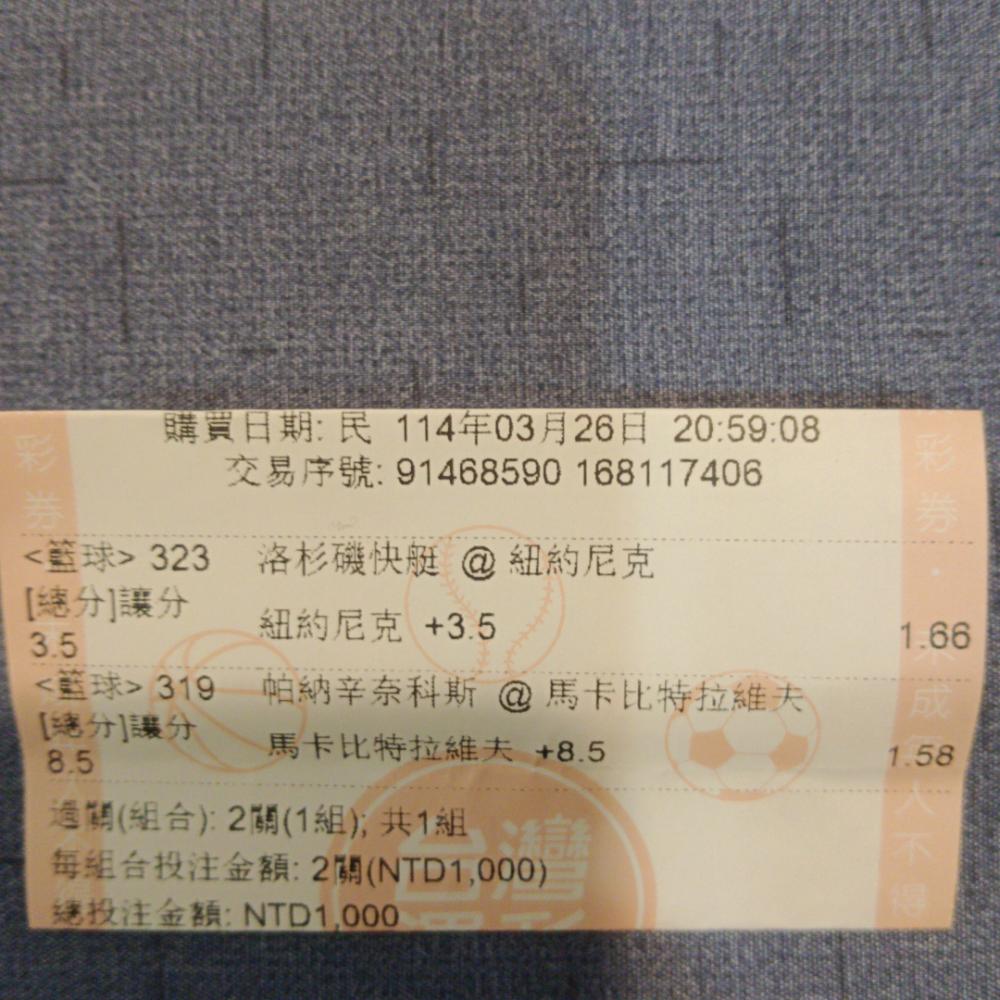 購買日期: 民 114年03月26日 20:59:08
交易序號: 91468590 168117406
<籃球> 323 洛杉磯快艇 @ 紐約尼克
[總分]讓分
3.5 紐約尼克 +3.5 1.66
<籃球> 319 帕納辛奈科斯 @ 馬卡比特拉維夫
[總分]讓分
8.5 馬卡比特拉維夫 +8.5 1.58
過關(組合): 2關(1組); 共1組
每組合投注金額: 2關(NTD1,000)
總投注金額: NTD1,000
台灣
運彩
彩券
彩券・未成年人不得